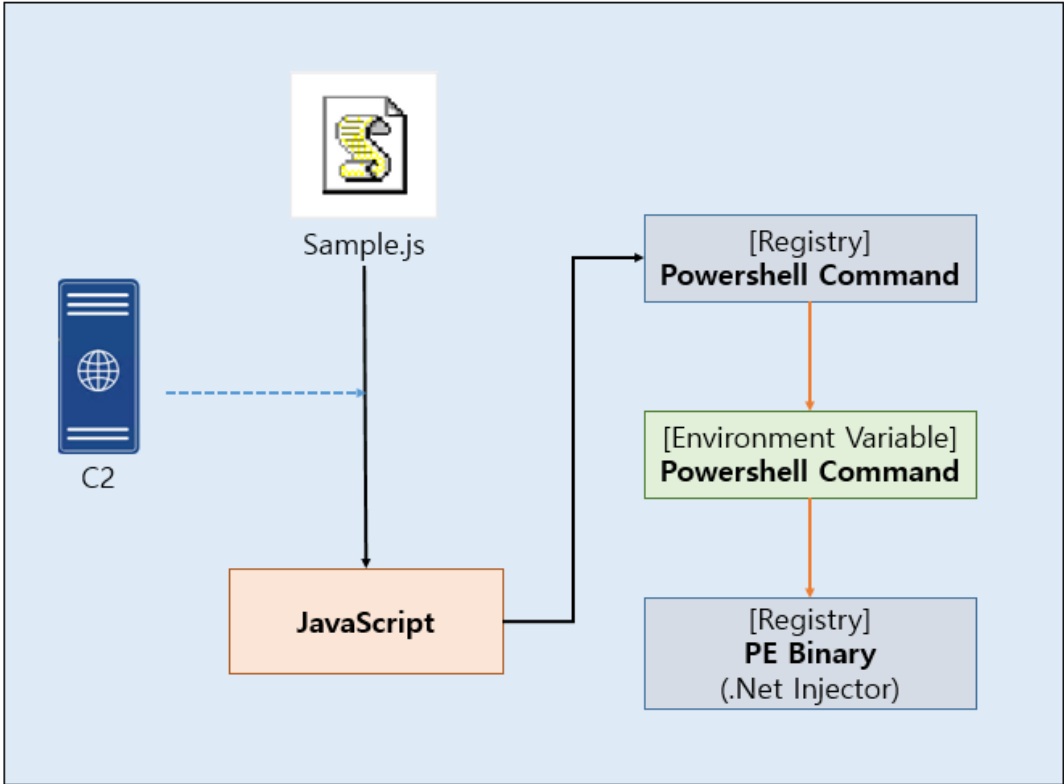 Sample.js
C2
JavaScript
[Registry]
Powershell Command
[Environment Variable]
Powershell Command
[Registry]
PE Binary
(.Net Injector)